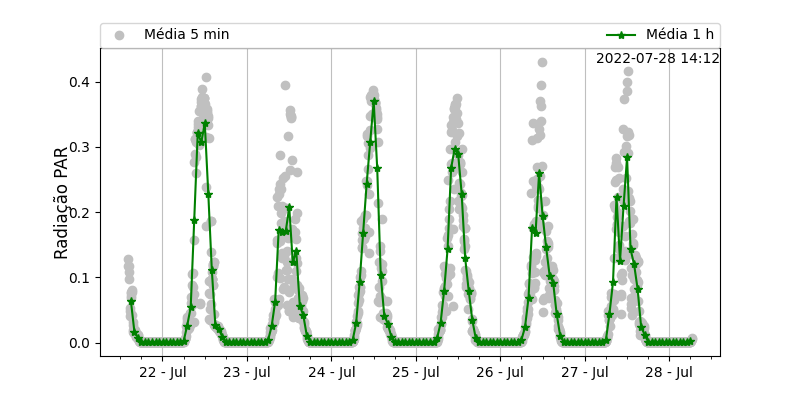 Média 5 min
Média 1 h
2022-07-28 14:12
Radiação PAR
0.4
0.3
0.2
0.1
0.0
22 - Jul
23 - Jul
24 - Jul
25 - Jul
26 - Jul
27 - Jul
28 - Jul